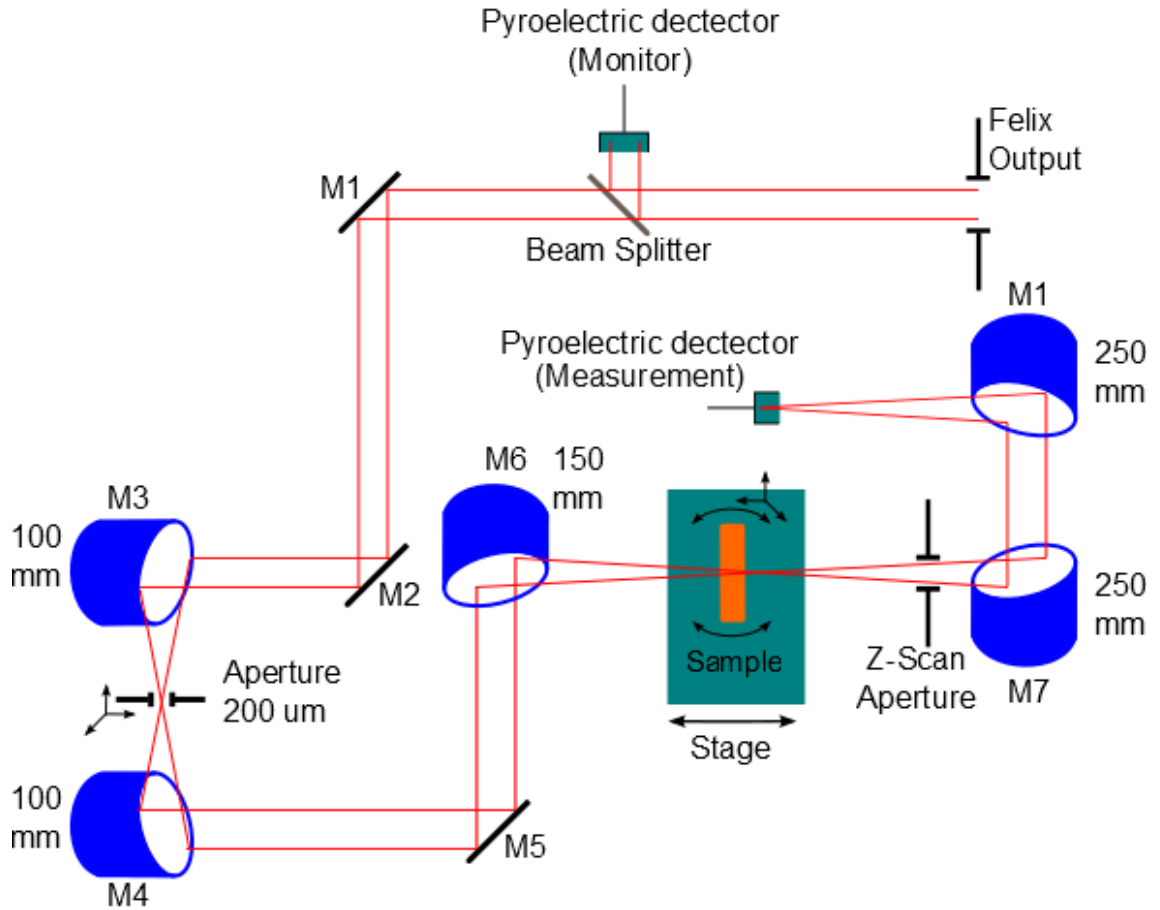 Pyroelectric dectector
(Monitor)
Felix
Output
M1
Beam Splitter
M1
Pyroelectric dectector
(Measurement)
250
mm
M6
150
mm
M3
100
mm
M2
Sample
Z-Scan
Aperture
250
mm
M7
Aperture
200 um
Stage
100
mm
M5
M4